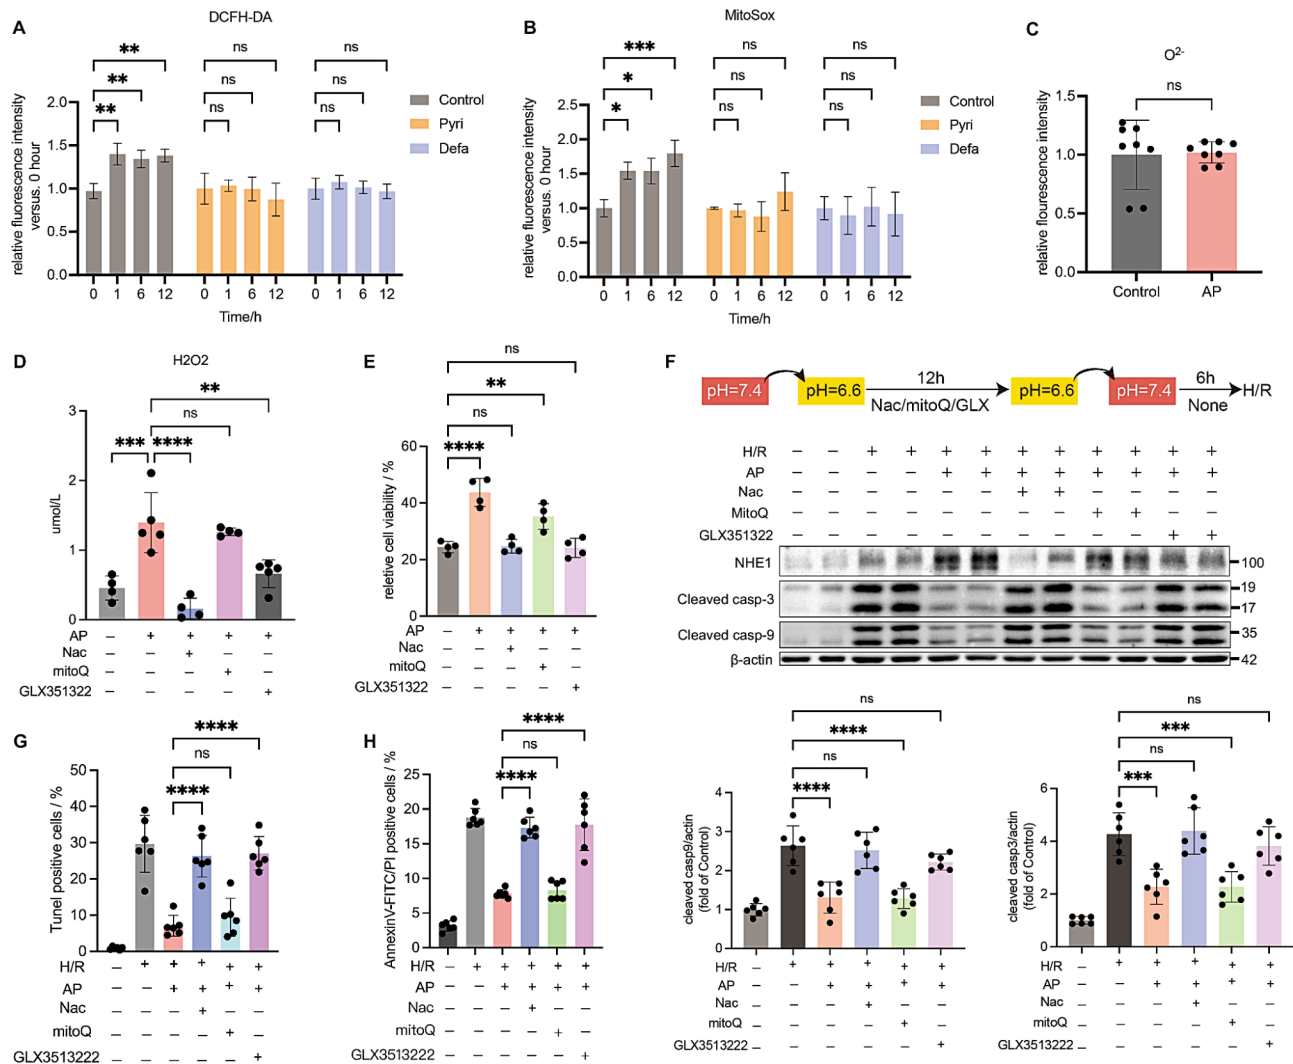 A
DCFH-DA
** 
** 
** 
ns
ns
ns
ns
ns
ns
relative fluorescence intensity
versus. 0 hour
2.0
1.5
1.0
0.5
0.0
0 1 6 12 0 1 6 12 0 1 6 12
Time/h
Control
Pyri
Defa
B
MitoSox
***
*
*
ns
ns
ns
ns
ns
ns
relative fluorescence intensity
versus. 0 hour
2.5
2.0
1.5
1.0
0.5
0.0
0 1 6 12 0 1 6 12 0 1 6 12
Time/h
Control
Pyri
Defa
C
O2-
ns
relative flourescence intensity
1.5
1.0
0.5
0.0
Control AP
D
H2O2
**
ns
*** ****
umol/L
3
2
1
0
AP – + + + +
Nac – – + – –
mitoQ – – – + –
GLX351322 – – – – +
E
ns
**
ns
****
reletive cell viability / %
60
40
20
0
AP – + + + +
Nac – – + – –
mitoQ – – – + –
GLX351322 – – – – +
F
pH=7.4 pH=6.6 12h pH=6.6 pH=7.4 6h H/R
Nac/mitoQ/GLX None
H/R – – + + + + + + + + + +
AP – – – – + + + + + + + +
Nac – – – – – – + + – – – –
MitoQ – – – – – – – – + + – –
GLX351322 – – – – – – – – – – + +
NHE1 100
Cleaved casp-3 19
17
Cleaved casp-9 35
β-actin 42
ns
****
ns
****
cleaved casp9/actin
(fold of Control)
4
3
2
1
0
H/R – + + + + +
AP – – + + + +
Nac – – – + – –
mitoQ – – – – + –
GLX3513222 – – – – – +
ns
***
ns
***
cleaved casp3/actin
(fold of Control)
6
4
2
0
H/R – + + + + +
AP – – + + + +
Nac – – – + – –
mitoQ – – – – + –
GLX3513222 – – – – – +
G
****
ns
****
Tunel positive cells / %
50
40
30
20
10
0
H/R – + + + + +
AP – – + + + +
Nac – – – + – –
mitoQ – – – – + –
GLX3513222 – – – – – +
H
****
ns
****
AnnexinV-FITC/PI positive cells / %
25
20
15
10
5
0
H/R – + + + + +
AP – – + + + +
Nac – – – + – –
mitoQ – – – – + –
GLX3513222 – – – – – +